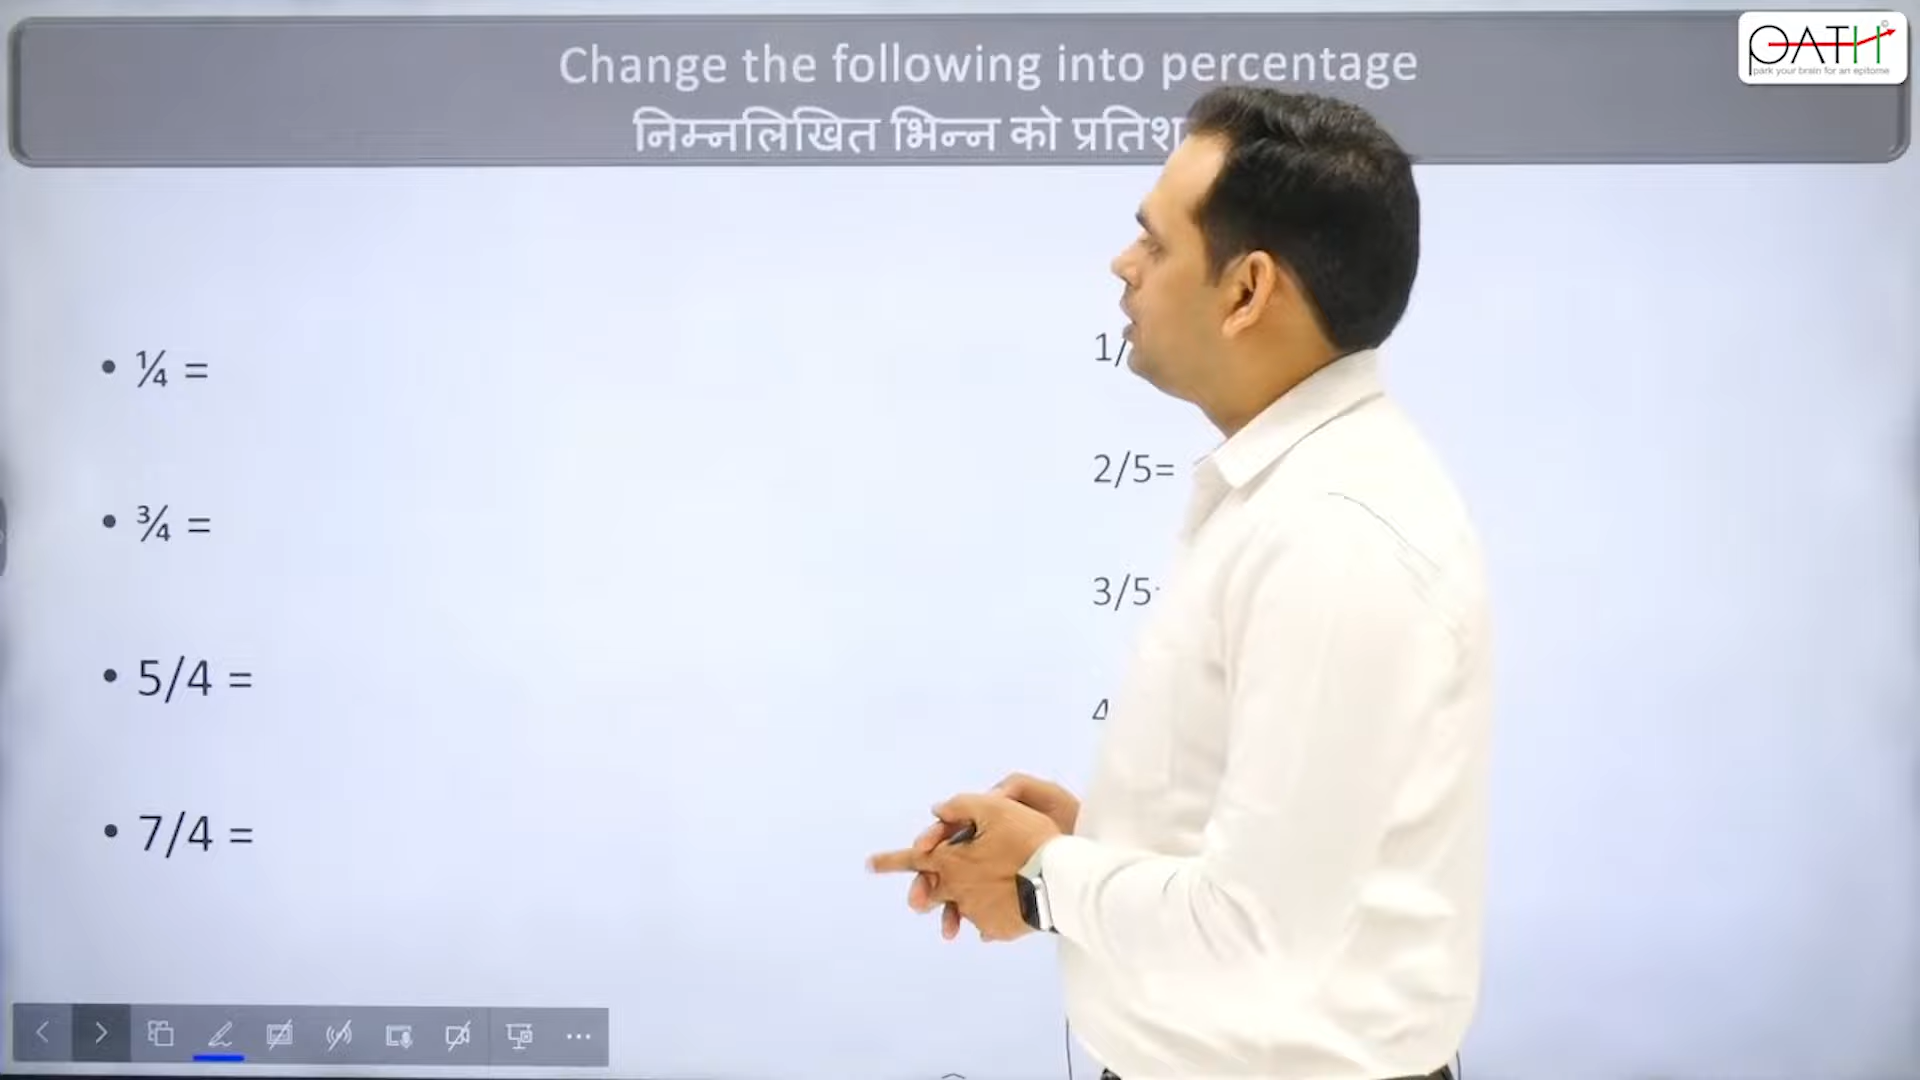 Change the following into percentage
PATH
©
park your brain for an epitome
निम्नलिखित भिन्न को
• ¼ =
• ¾ =
• 5/4 =
• 7/4 =
2/5=
3/5